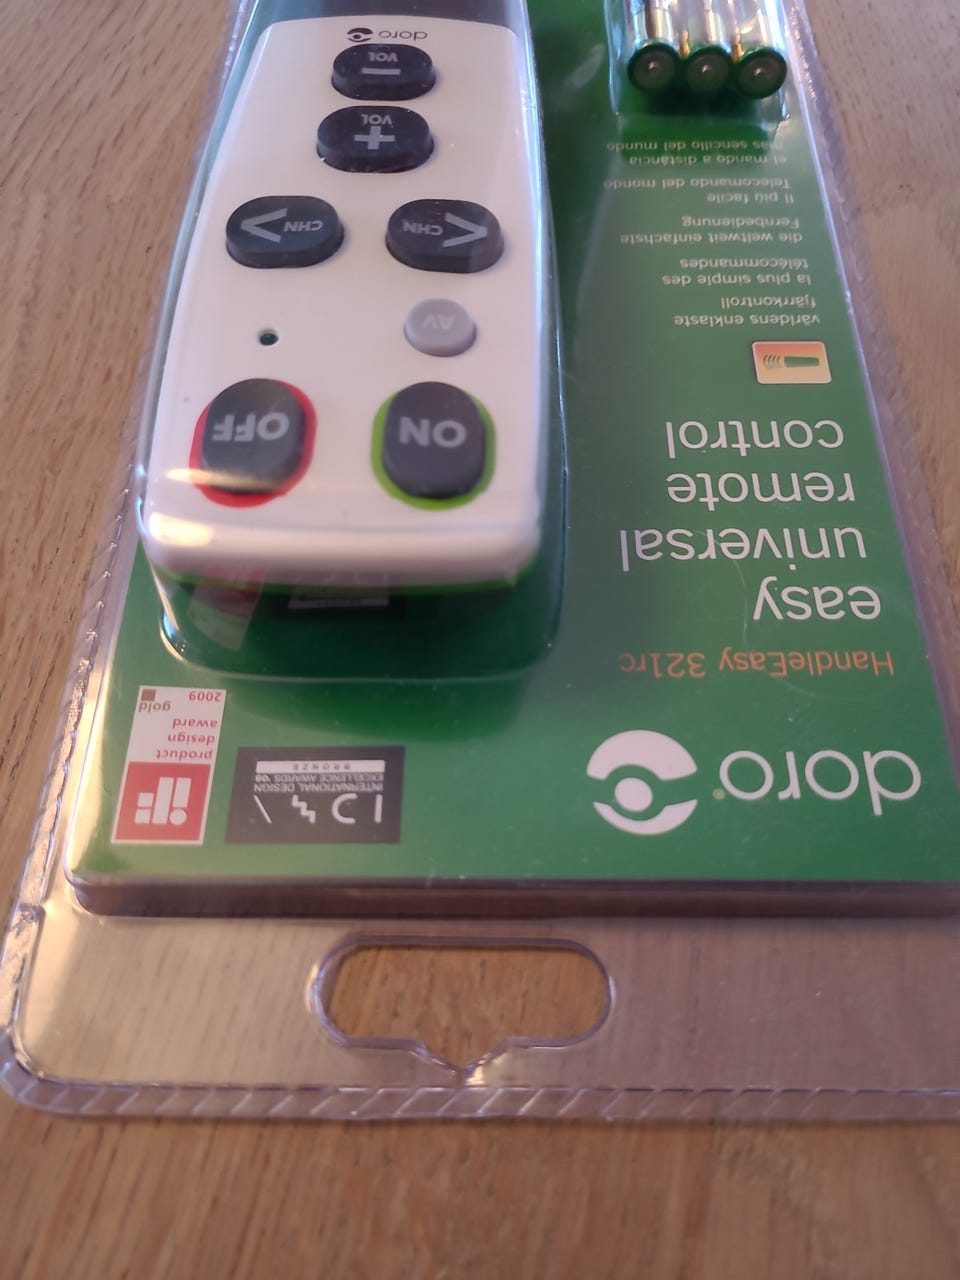 doro
HandleEasy 321rc
easy
universal
remote
control
världens enklaste
fjärrkontroll
la plus simple des
télécommandes
die weltweit einfachste
Fernbedienung
Il più facile
Telecomando del mondo
el mando a distáncia
más sencillo del mundo
INTERNATIONAL DESIGN
EXCELLENCE AWARDS '09
BRONZE
product
design
award
gold
2009
ON
OFF
AV
< CHN
CHN >
+
VOL
−
VOL
doro